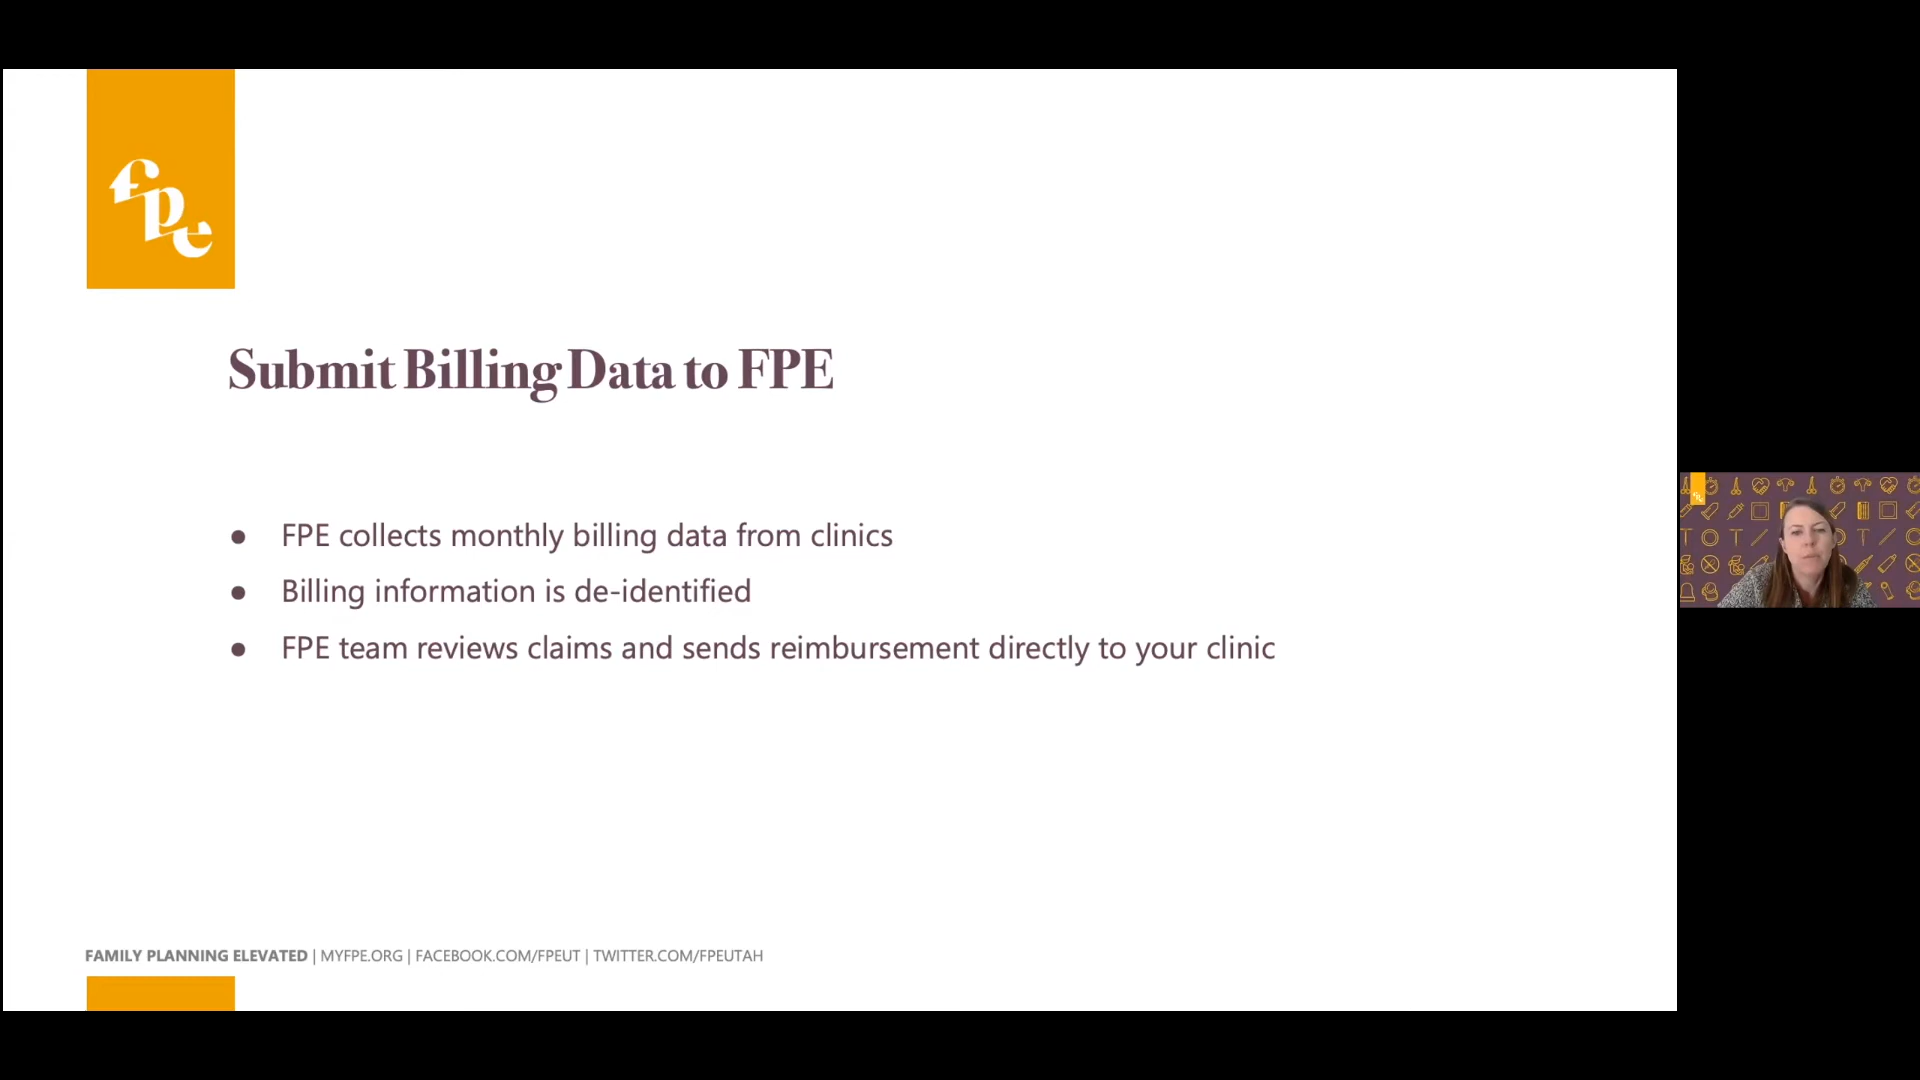 fpe
Submit Billing Data to FPE
● FPE collects monthly billing data from clinics
● Billing information is de-identified
● FPE team reviews claims and sends reimbursement directly to your clinic
FAMILY PLANNING ELEVATED | MYFPE.ORG | FACEBOOK.COM/FPEUT | TWITTER.COM/FPEUTAH